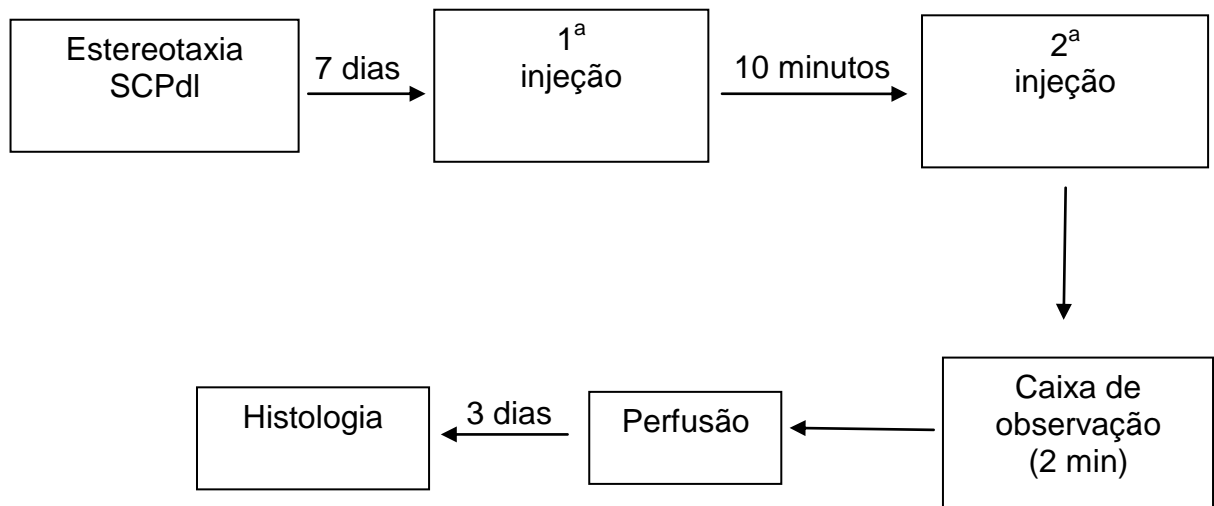 Estereotaxia
SCPdl
7 dias
1ª
injeção
10 minutos
2ª
injeção
Caixa de
observação
(2 min)
Perfusão
3 dias
Histologia